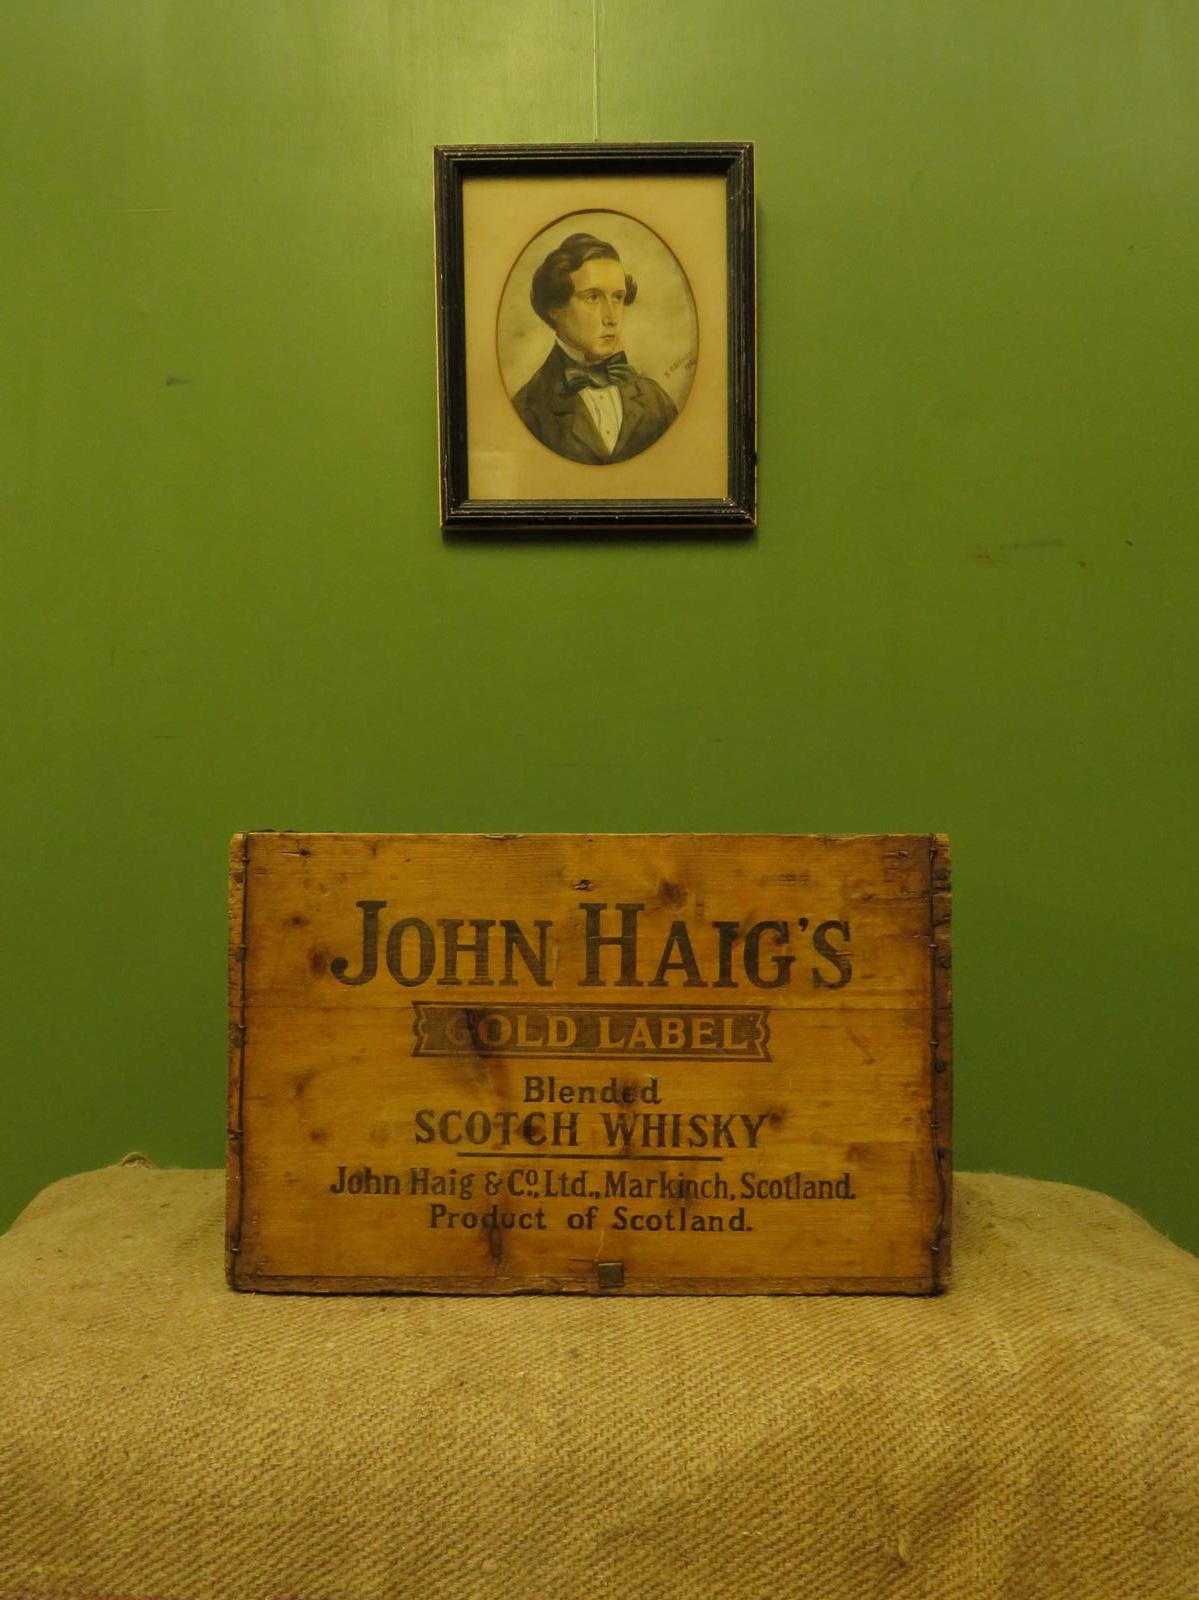 JOHN HAIG'S
GOLD LABEL
Blended
SCOTCH WHISKY
John Haig & Co. Ltd., Markinch, Scotland.
Product of Scotland.